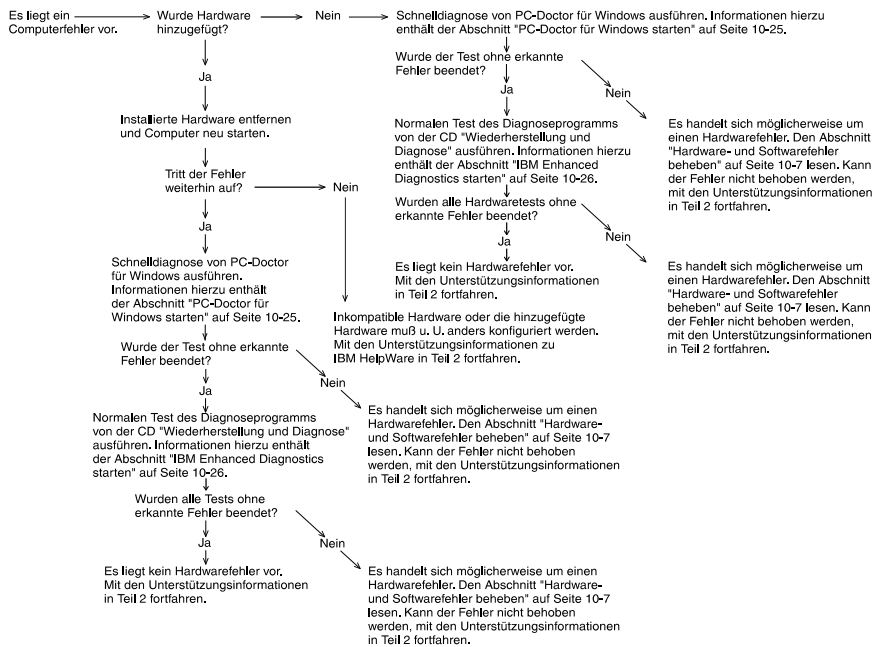 Es liegt ein
Computerfehler vor.
Wurde Hardware
hinzugefügt?
Nein
Schnelldiagnose von PC-Doctor für Windows ausführen. Informationen hierzu
enthält der Abschnitt "PC-Doctor für Windows starten" auf Seite 10-25.
Wurde der Test ohne erkannte
Fehler beendet?
Ja
Nein
Normalen Test des Diagnoseprogramms
von der CD "Wiederherstellung und
Diagnose" ausführen. Informationen hierzu
enthält der Abschnitt "IBM Enhanced
Diagnostics starten" auf Seite 10-26.
Es handelt sich möglicherweise um
einen Hardwarefehler. Den Abschnitt
"Hardware- und Softwarefehler
beheben" auf Seite 10-7 lesen. Kann
der Fehler nicht behoben werden,
mit den Unterstützungsinformationen
in Teil 2 fortfahren.
Wurden alle Hardwaretests ohne
erkannte Fehler beendet?
Ja
Nein
Es liegt kein Hardwarefehler vor.
Mit den Unterstützungsinformationen
in Teil 2 fortfahren.
Es handelt sich möglicherweise um
einen Hardwarefehler. Den Abschnitt
"Hardware- und Softwarefehler
beheben" auf Seite 10-7 lesen. Kann
der Fehler nicht behoben werden,
mit den Unterstützungsinformationen
in Teil 2 fortfahren.
Ja
Installierte Hardware entfernen
und Computer neu starten.
Tritt der Fehler
weiterhin auf?
Nein
Ja
Inkompatible Hardware oder die hinzugefügte
Hardware muß u. U. anders konfiguriert werden.
Mit den Unterstützungsinformationen zu
IBM HelpWare in Teil 2 fortfahren.
Schnelldiagnose von PC-Doctor
für Windows ausführen.
Informationen hierzu enthält
der Abschnitt "PC-Doctor für
Windows starten" auf Seite 10-25.
Wurde der Test ohne erkannte
Fehler beendet?
Nein
Ja
Es handelt sich möglicherweise um einen
Hardwarefehler. Den Abschnitt "Hardware-
und Softwarefehler beheben" auf Seite 10-7
lesen. Kann der Fehler nicht behoben
werden, mit den Unterstützungsinformationen
in Teil 2 fortfahren.
Normalen Test des Diagnoseprogramms
von der CD "Wiederherstellung und Diagnose"
ausführen. Informationen hierzu enthält
der Abschnitt "IBM Enhanced Diagnostics
starten" auf Seite 10-26.
Wurden alle Tests ohne
erkannte Fehler beendet?
Ja
Nein
Es liegt kein Hardwarefehler vor.
Mit den Unterstützungsinformationen
in Teil 2 fortfahren.
Es handelt sich möglicherweise um einen
Hardwarefehler. Den Abschnitt "Hardware-
und Softwarefehler beheben" auf Seite 10-7
lesen. Kann der Fehler nicht behoben
werden, mit den Unterstützungsinformationen
in Teil 2 fortfahren.